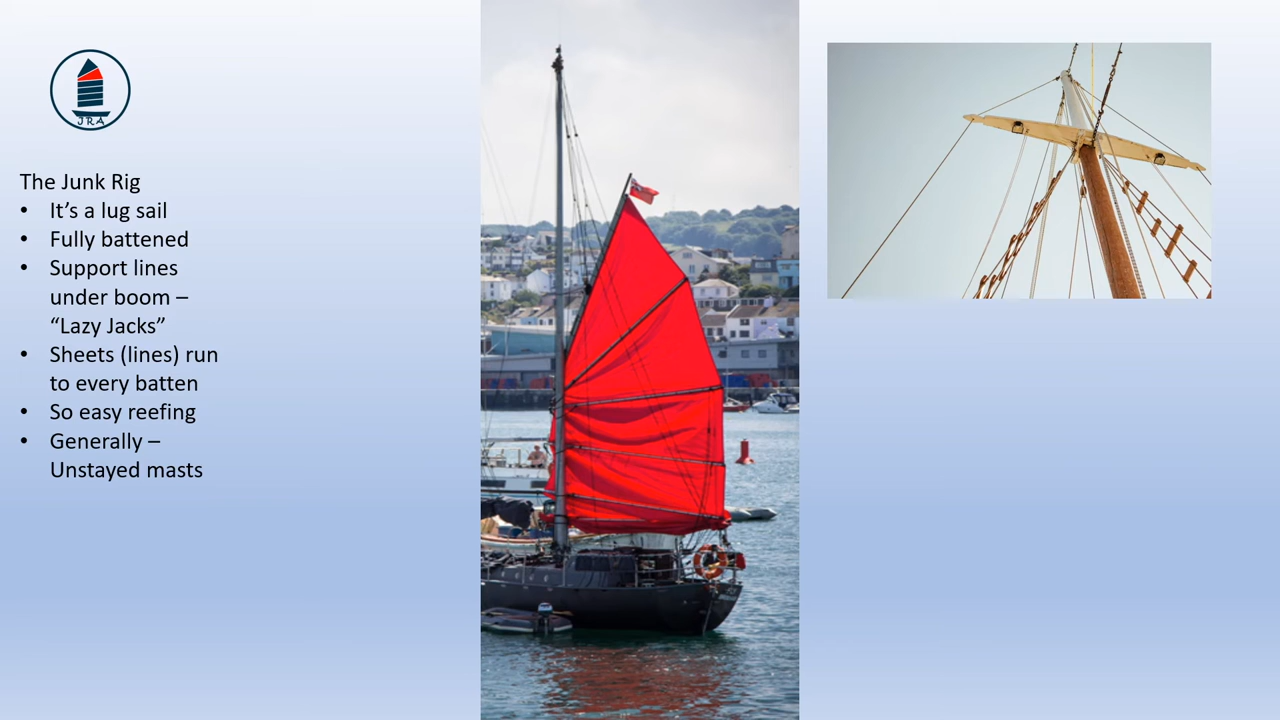 JRA
The Junk Rig
• It’s a lug sail
• Fully battened
• Support lines
under boom –
“Lazy Jacks”
• Sheets (lines) run
to every batten
• So easy reefing
• Generally –
Unstayed masts